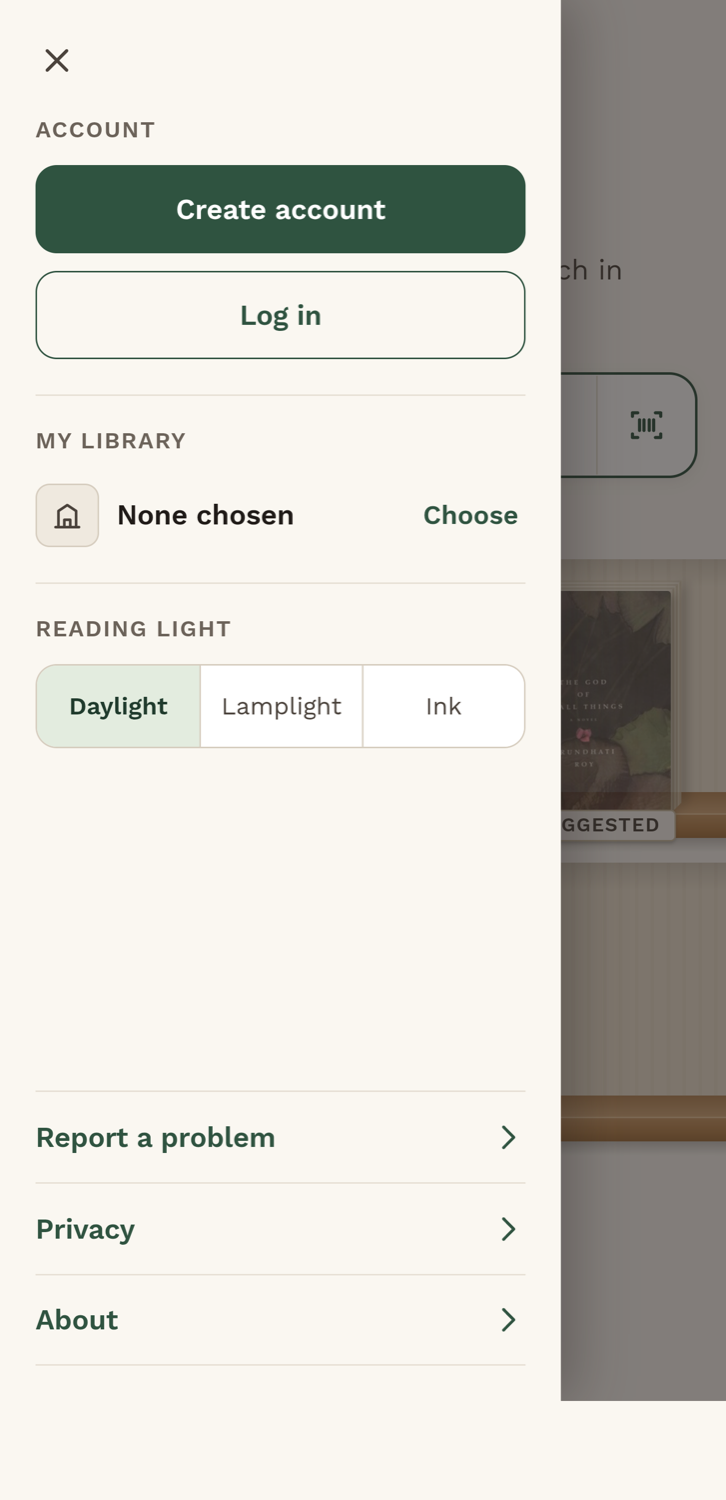 ACCOUNT
Create account
Log in
ch in
MY LIBRARY
None chosen
Choose
READING LIGHT
Daylight
Lamplight
Ink
THE GOD
OF
ALL THINGS
A NOVEL
ROY
GGESTED
Report a problem
Privacy
About